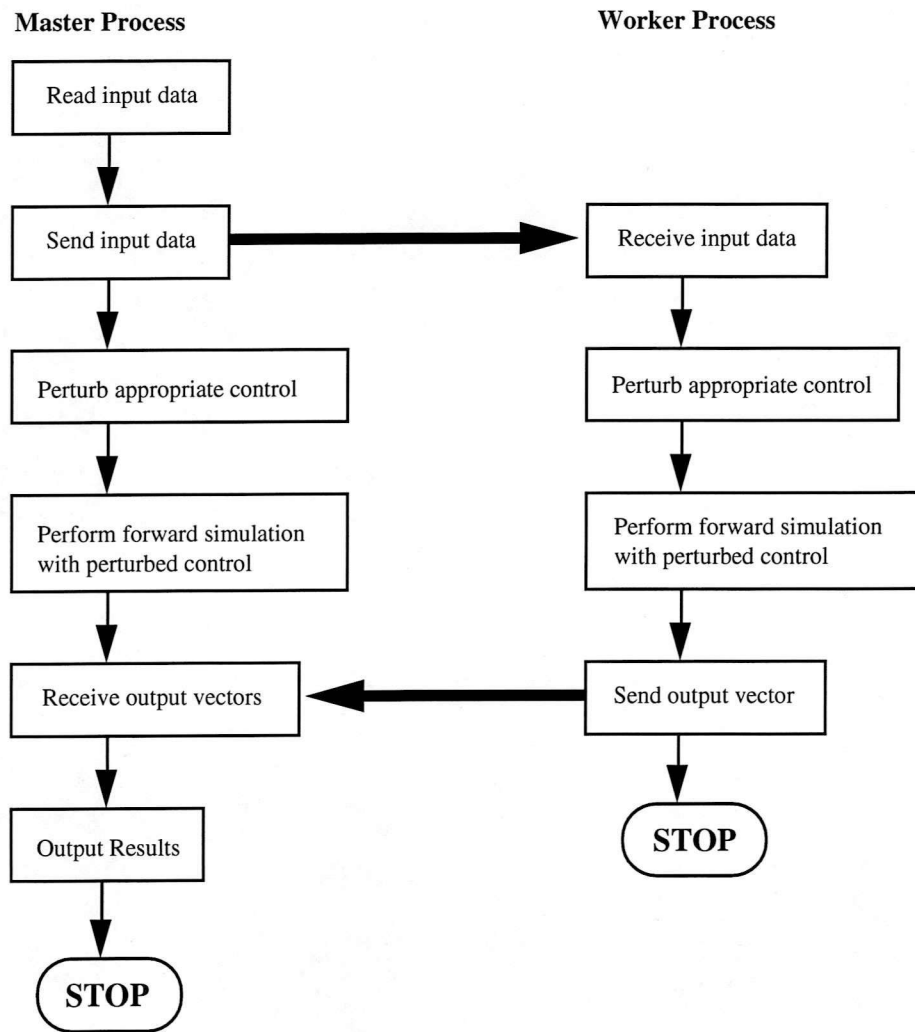 Master Process
Worker Process
Read input data
Send input data
Receive input data
Perturb appropriate control
Perturb appropriate control
Perform forward simulation
with perturbed control
Perform forward simulation
with perturbed control
Receive output vectors
Send output vector
Output Results
STOP
STOP